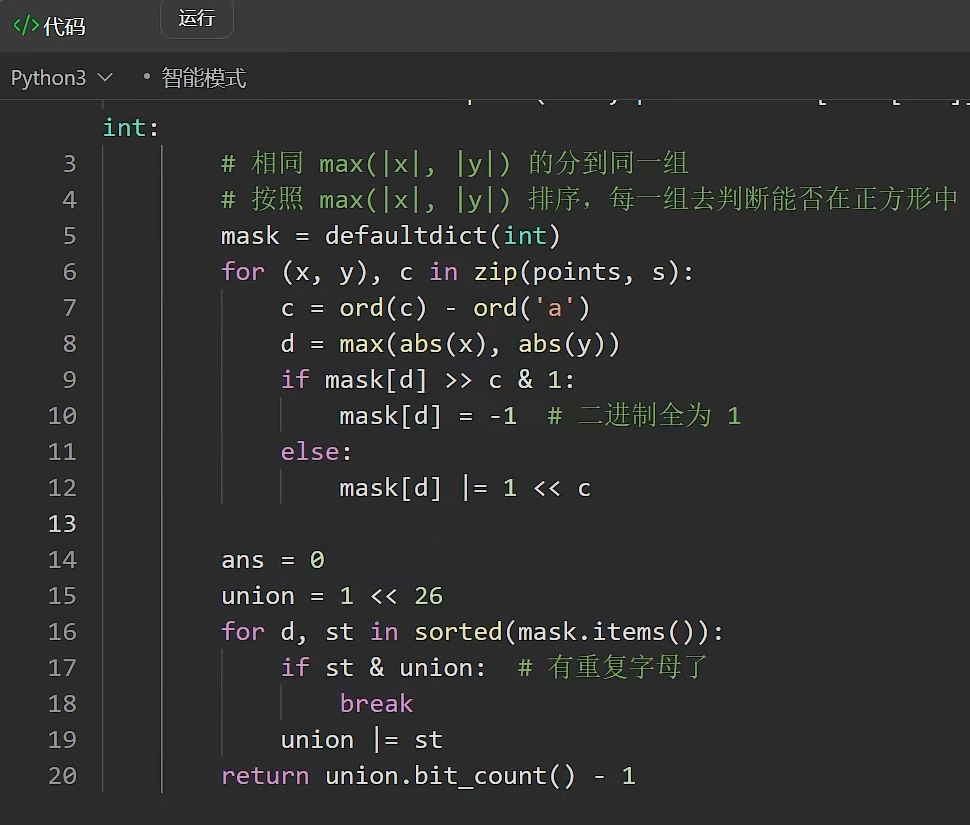 </> 代码
运行
Python3 • 智能模式
int:
3 # 相同 max(|x|, |y|) 的分到同一组
4 # 按照 max(|x|, |y|) 排序，每一组去判断能否在正方形中
5 mask = defaultdict(int)
6 for (x, y), c in zip(points, s):
7 c = ord(c) - ord('a')
8 d = max(abs(x), abs(y))
9 if mask[d] >> c & 1:
10 mask[d] = -1 # 二进制全为 1
11 else:
12 mask[d] |= 1 << c
13
14 ans = 0
15 union = 1 << 26
16 for d, st in sorted(mask.items()):
17 if st & union: # 有重复字母了
18 break
19 union |= st
20 return union.bit_count() - 1